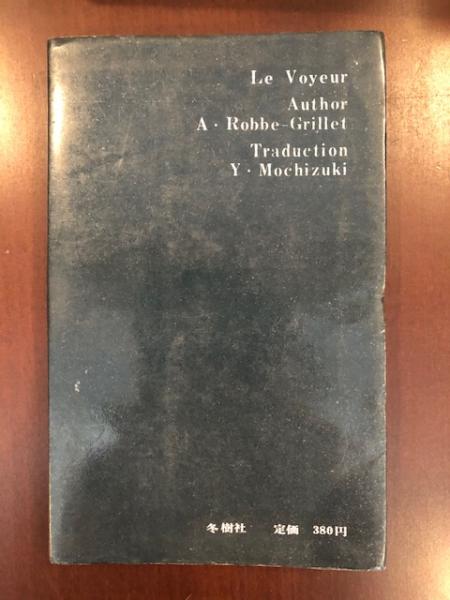 Le Voyeur
Author
A・Robbe-Grillet
Traduction
Y・Mochizuki
冬樹社 定価 380円